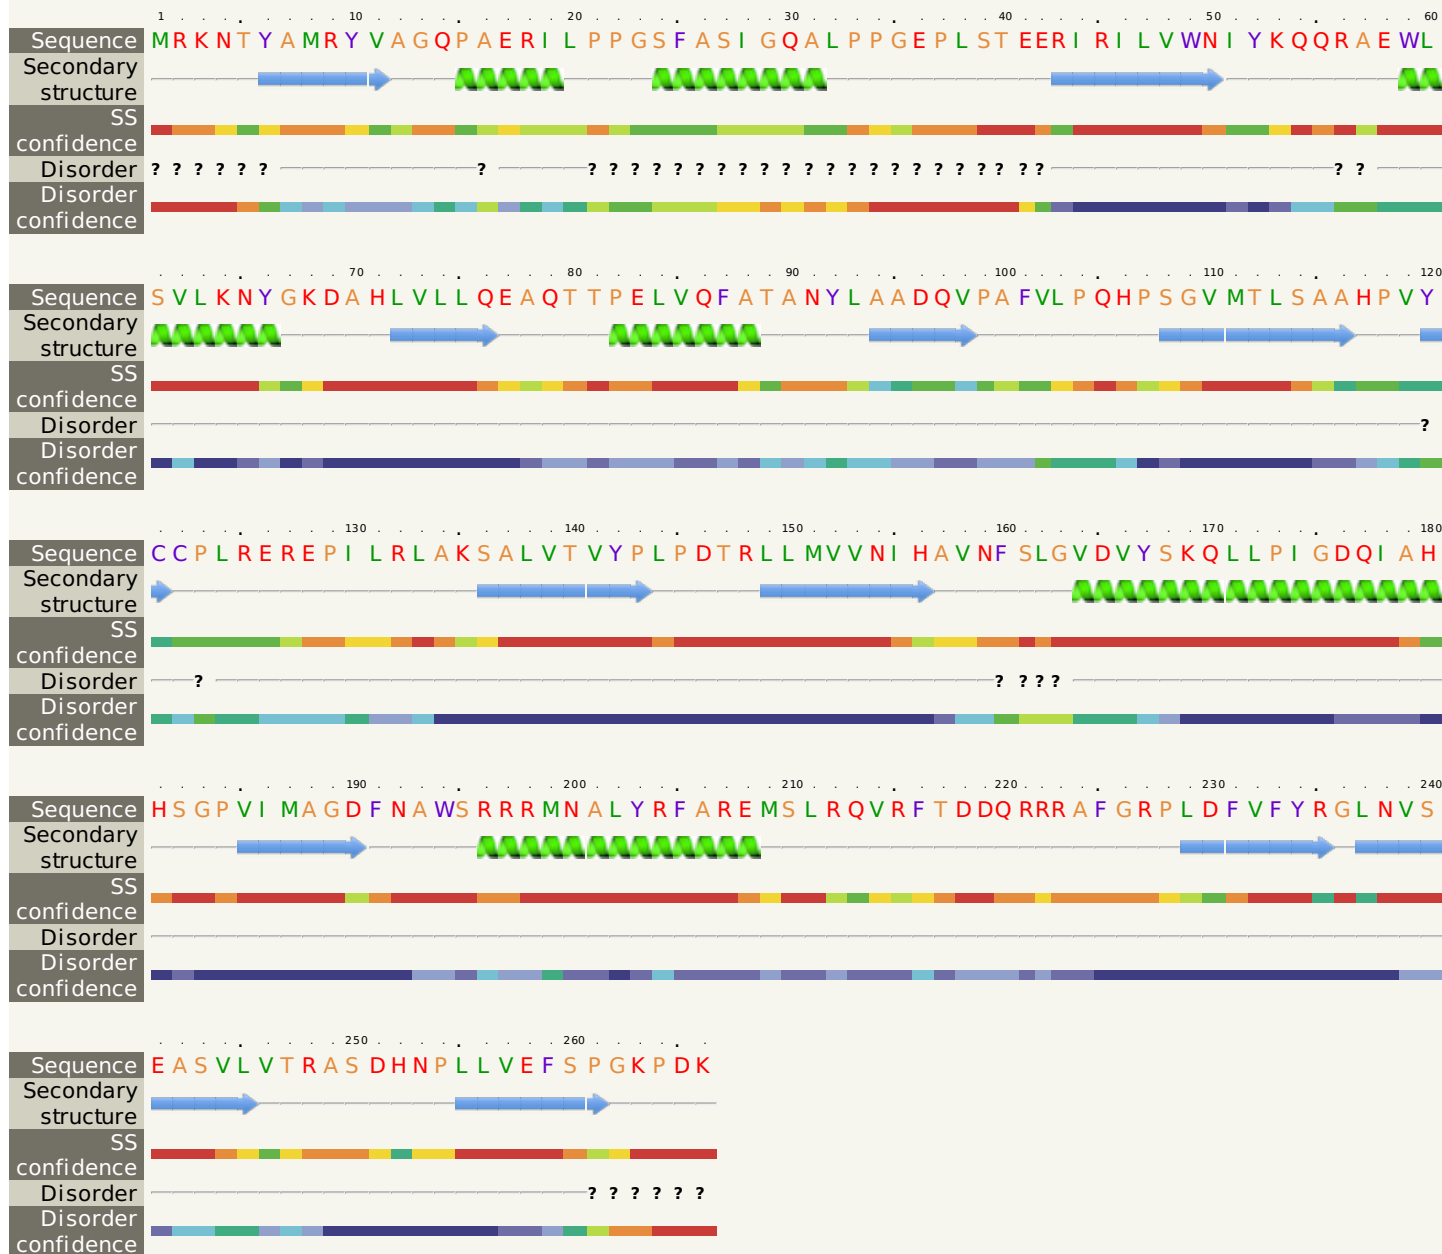 1 . . . . . 10 . . . . . 20 . . . . . 30 . . . . . 40 . . . . . 50 . . . . . 60
Sequence MRKNTYAMRYVAGQPAERILPPGSFASIGQALPPGEPLSTEERIRILVWNIYKQQRAEWL
Secondary
structure
SS
confidence
Disorder ? ? ? ? ? ? ? ? ? ? ? ? ? ? ? ? ? ? ? ? ? ? ? ? ? ? ? ? ? ? ?
Disorder
confidence
. . . . . 70 . . . . . 80 . . . . . 90 . . . . . 100 . . . . . 110 . . . . . 120
Sequence SVLKNYGKDAHLVLLQEAQTTPELVQFATANYLAADQVPAFVLPQHPSGVMTLSAAHPVY
Secondary
structure
SS
confidence
Disorder ?
Disorder
confidence
. . . . . 130 . . . . . 140 . . . . . 150 . . . . . 160 . . . . . 170 . . . . . 180
Sequence CCPLREREPILRLAKSALVTVYPLPDTRLLMVVNIHAVNFSLGVDVYSKQLLPIGDQIAH
Secondary
structure
SS
confidence
Disorder ? ? ? ? ?
Disorder
confidence
. . . . . 190 . . . . . 200 . . . . . 210 . . . . . 220 . . . . . 230 . . . . . 240
Sequence HSGPVIMAGDFNAWSRRRMNALYRFAREMSLRQVRFTDDQRRRAFGRPLDFVFYRGLNVS
Secondary
structure
SS
confidence
Disorder
Disorder
confidence
. . . . . 250 . . . . . 260 . . . . . .
Sequence EASVLVTRASDHNPLLVEFSPGKPDK
Secondary
structure
SS
confidence
Disorder ? ? ? ? ? ?
Disorder
confidence